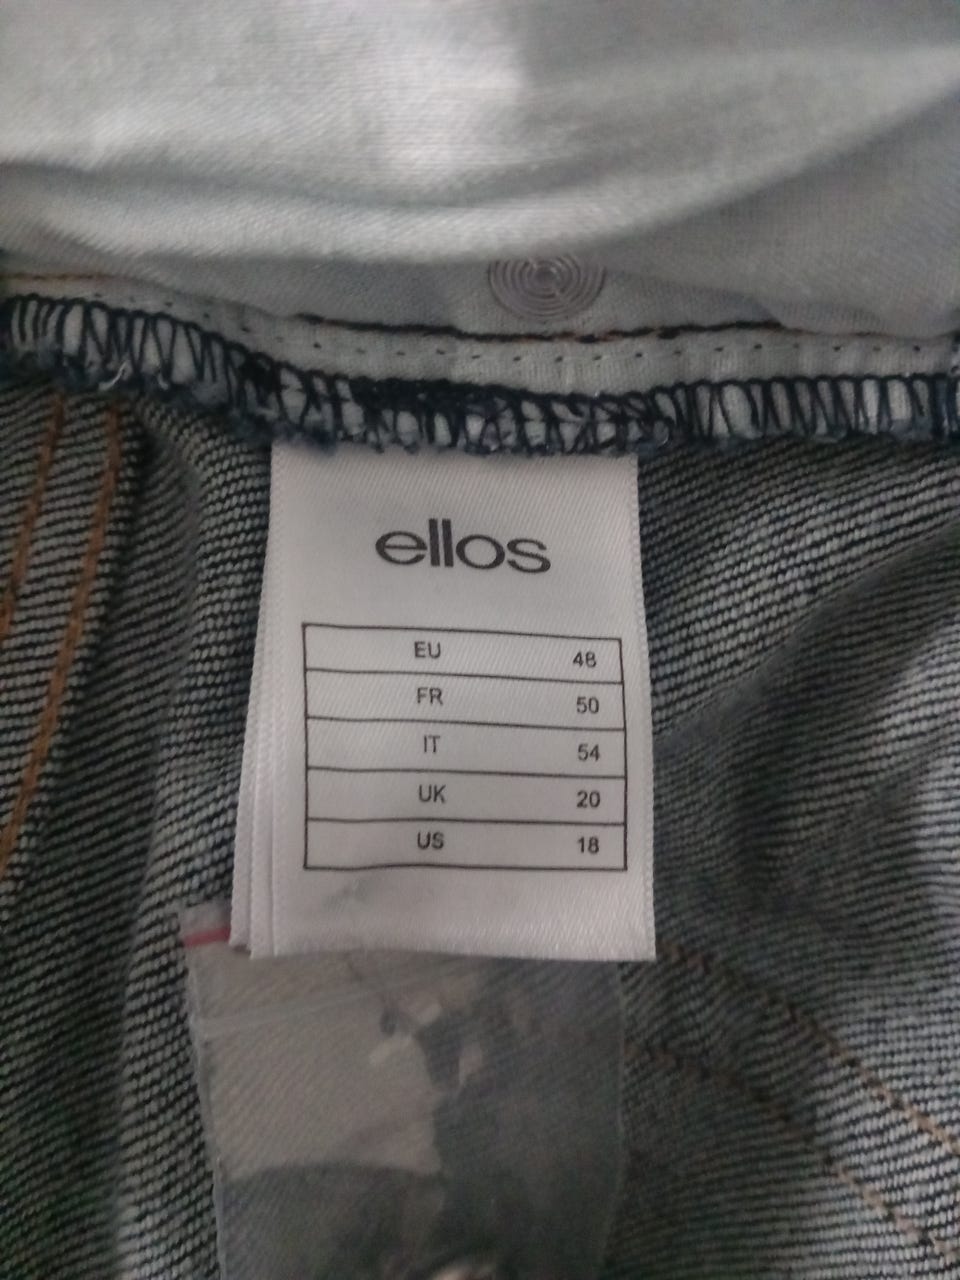 ellos
EU 48
FR 50
IT 54
UK 20
US 18